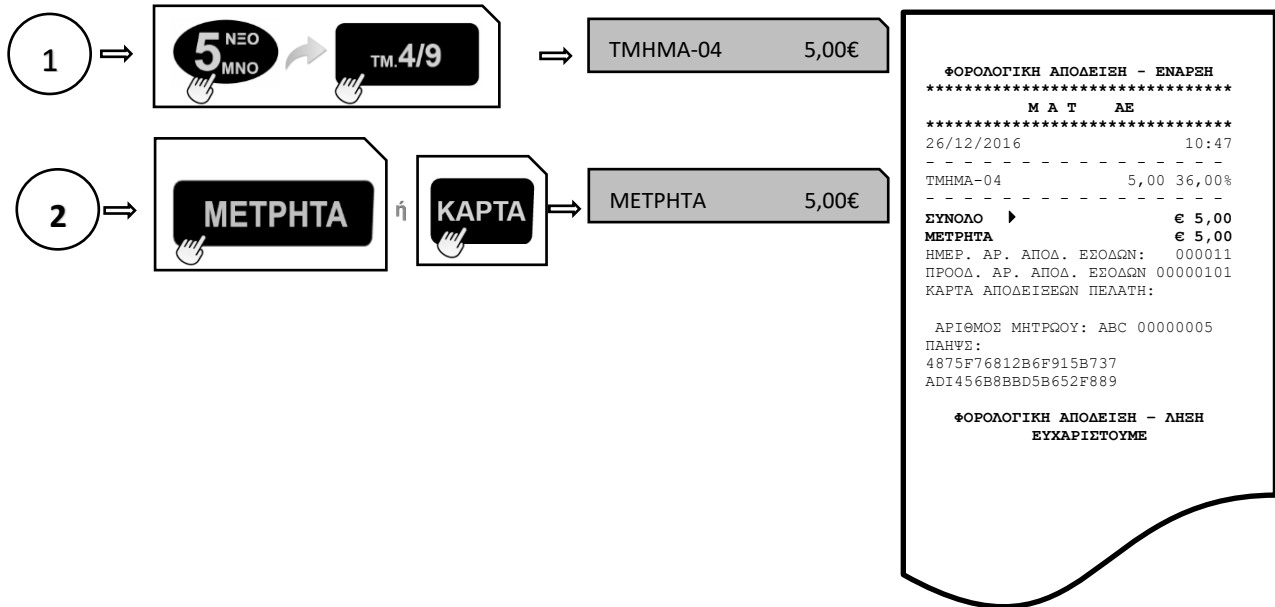 1
5 ΝΞΟ
MNO
ΤΜ.4/9
ΤΜΗΜΑ-04 5,00€
2
ΜΕΤΡΗΤΑ
ή
ΚΑΡΤΑ
ΜΕΤΡΗΤΑ 5,00€
ΦΟΡΟΛΟΓΙΚΗ ΑΠΟΔΕΙΞΗ - ΕΝΑΡΞΗ
********************************
Μ Α Τ ΑΕ
********************************
26/12/2016 10:47
- - - - - - - - - - - - - - - -
ΤΜΗΜΑ-04 5,00 36,00%
- - - - - - - - - - - - - - - -
ΣΥΝΟΛΟ € 5,00
ΜΕΤΡΗΤΑ € 5,00
ΗΜΕΡ. ΑΡ. ΑΠΟΔ. ΕΣΟΔΩΝ: 000011
ΠΡΟΟΔ. ΑΡ. ΑΠΟΔ. ΕΣΟΔΩΝ 00000101
ΚΑΡΤΑ ΑΠΟΔΕΙΞΕΩΝ ΠΕΛΑΤΗ:
ΑΡΙΘΜΟΣ ΜΗΤΡΩΟΥ: ABC 00000005
ΠΑΗΨΣ:
4875F76812B6F915B737
ADI456B8BBD5B652F889
ΦΟΡΟΛΟΓΙΚΗ ΑΠΟΔΕΙΞΗ – ΛΗΞΗ
ΕΥΧΑΡΙΣΤΟΥΜΕ